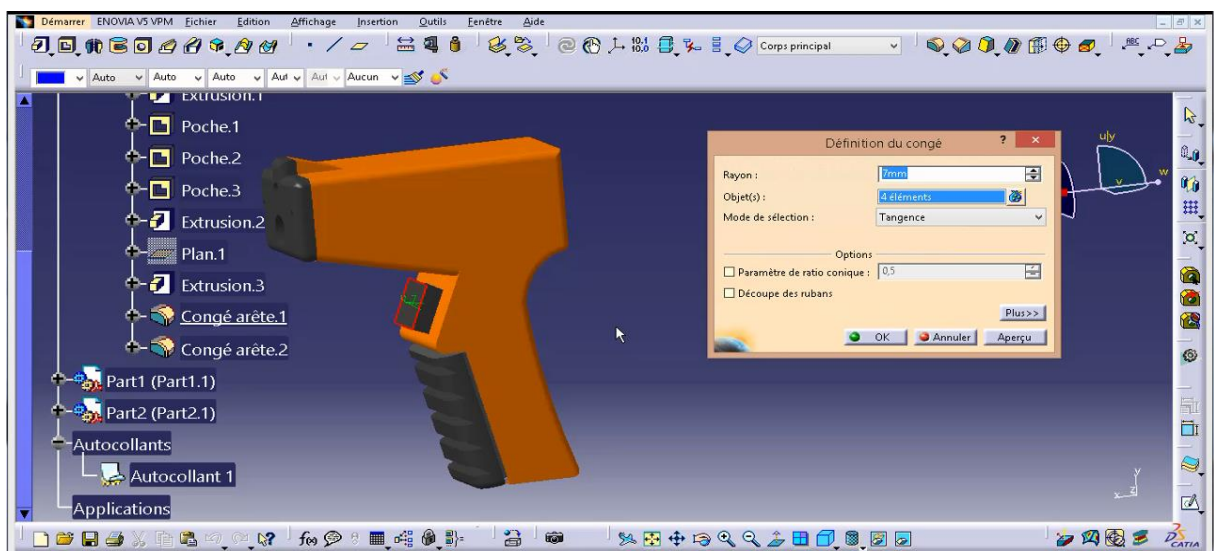 Démarrer ENOVIA V5 VPM Fichier Edition Affichage Insertion Outils Fenêtre Aide
Corps principal
Auto Auto Auto Aut Aut Aucun
Extrusion.1
Poche.1
Poche.2
Poche.3
Extrusion.2
Plan.1
Extrusion.3
Congé arête.1
Congé arête.2
Part1 (Part1.1)
Part2 (Part2.1)
Autocollants
Autocollant 1
Applications
Définition du congé ? ×
Rayon : 7mm
Objet(s) : 4 éléments
Mode de sélection : Tangence
Options
Paramètre de ratio conique : 0,5
Découpe des rubans
Plus>>
OK Annuler Aperçu
u|y
v
w
y
x z
f(x)
CATIA